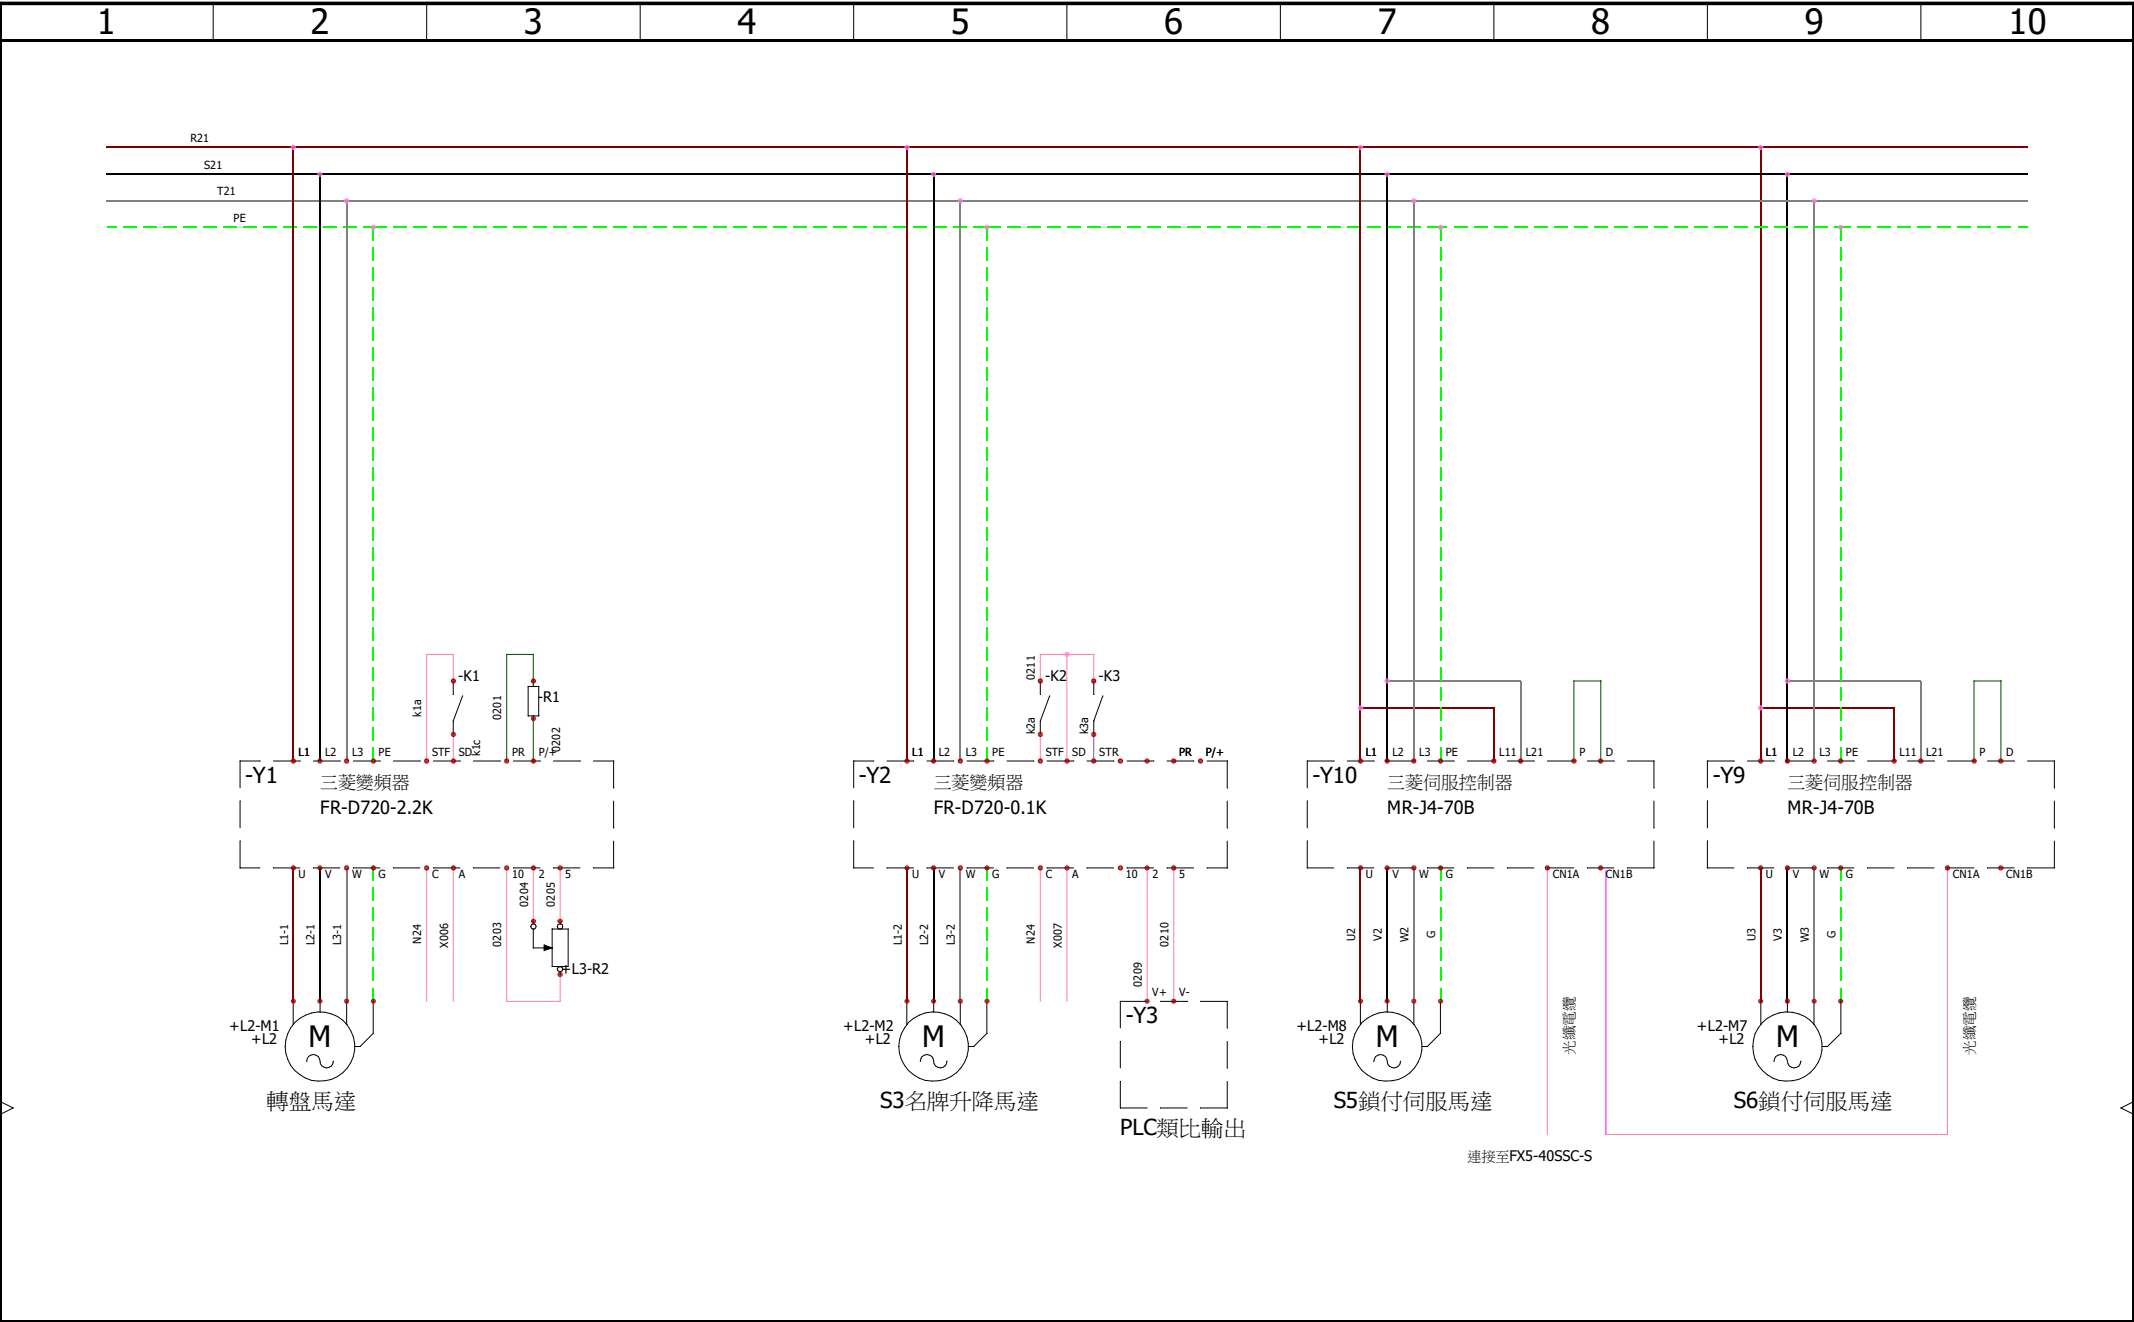 1 2 3 4 5 6 7 8 9 10
R21
S21
T21
PE
-K1
k1a
k1c
0201
-R1
0202
L1 L2 L3 PE STF SD PR P/+
-Y1
三菱變頻器
FR-D720-2.2K
U V W G C A 10 2 5
L1-1 L2-1 L3-1 N24 X006 0203 0204 0205
+L3-R2
+L2-M1
+L2
M
轉盤馬達
0211
-K2 -K3
k2a k3a
L1 L2 L3 PE STF SD STR PR P/+
-Y2
三菱變頻器
FR-D720-0.1K
U V W G C A 10 2 5
L1-2 L2-2 L3-2 N24 X007 0209 0210
V+ V-
-Y3
+L2-M2
+L2
M
S3名牌升降馬達
PLC類比輸出
L1 L2 L3 PE L11 L21 P D
-Y10
三菱伺服控制器
MR-J4-70B
U V W G CN1A CN1B
U2 V2 W2 G
光纖電纜
+L2-M8
+L2
M
S5鎖付伺服馬達
連接至FX5-40SSC-S
L1 L2 L3 PE L11 L21 P D
-Y9
三菱伺服控制器
MR-J4-70B
U V W G CN1A CN1B
U3 V3 W3 G
光纖電纜
+L2-M7
+L2
M
S6鎖付伺服馬達